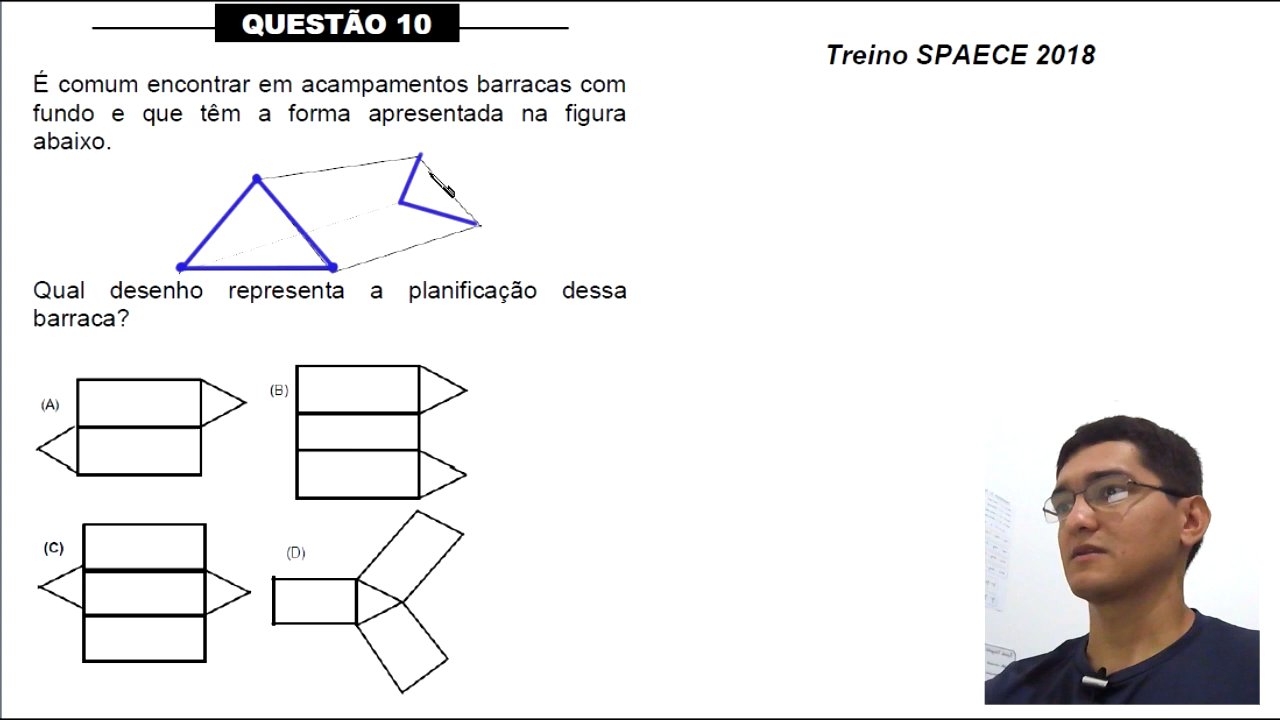 QUESTÃO 10
Treino SPAECE 2018
É comum encontrar em acampamentos barracas com
fundo e que têm a forma apresentada na figura
abaixo.
Qual desenho representa a planificação dessa
barraca?
(A)
(B)
(C)
(D)